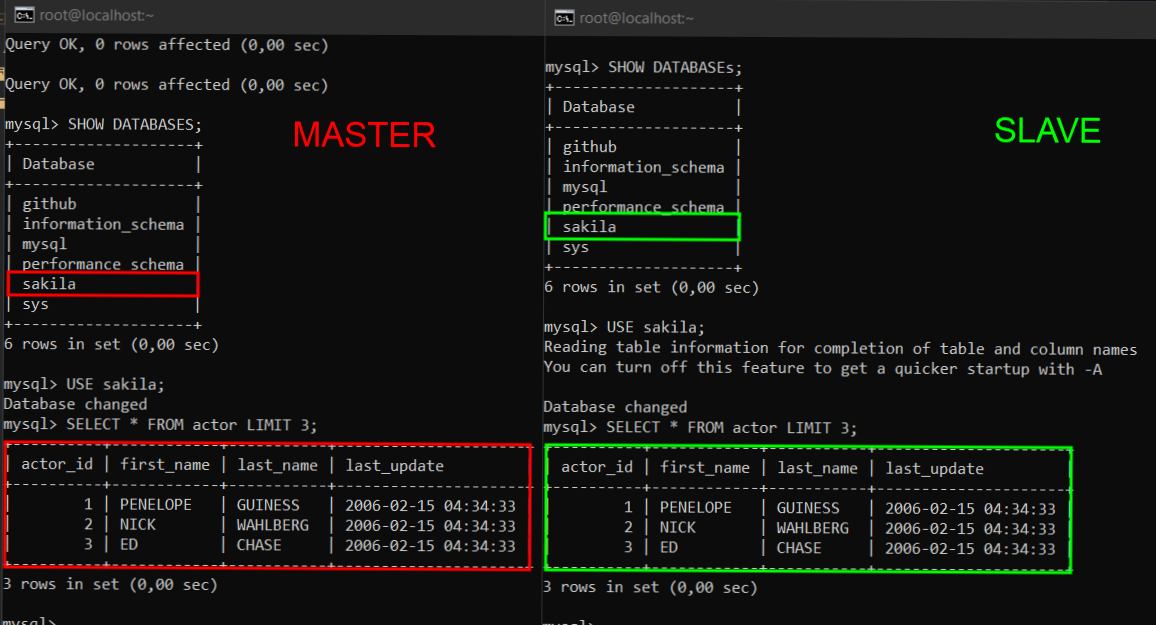 root@localhost:~
Query OK, 0 rows affected (0,00 sec)
Query OK, 0 rows affected (0,00 sec)
mysql> SHOW DATABASES;
MASTER
+--------------------+
| Database           |
+--------------------+
| github             |
| information_schema |
| mysql              |
| performance_schema |
| sakila
| sys                |
+--------------------+
6 rows in set (0,00 sec)
mysql> USE sakila;
Database changed
mysql> SELECT * FROM actor LIMIT 3;
+----------+------------+-----------+---------------------+
| actor_id | first_name | last_name | last_update
+----------+------------+-----------+---------------------+
|        1 | PENELOPE   | GUINESS   | 2006-02-15 04:34:33
|        2 | NICK       | WAHLBERG  | 2006-02-15 04:34:33
|        3 | ED         | CHASE     | 2006-02-15 04:34:33
+----------+------------+-----------+---------------------+
3 rows in set (0,00 sec)
mysql>
root@localhost:~
mysql> SHOW DATABASEs;
SLAVE
+--------------------+
| Database           |
+--------------------+
| github             |
| information_schema |
| mysql              |
| performance_schema |
| sakila
| sys                |
+--------------------+
6 rows in set (0,00 sec)
mysql> USE sakila;
Reading table information for completion of table and column names
You can turn off this feature to get a quicker startup with -A
Database changed
mysql> SELECT * FROM actor LIMIT 3;
+----------+------------+-----------+---------------------+
| actor_id | first_name | last_name | last_update
+----------+------------+-----------+---------------------+
|        1 | PENELOPE   | GUINESS   | 2006-02-15 04:34:33
|        2 | NICK       | WAHLBERG  | 2006-02-15 04:34:33
|        3 | ED         | CHASE     | 2006-02-15 04:34:33
+----------+------------+-----------+---------------------+
3 rows in set (0,00 sec)
mysql>